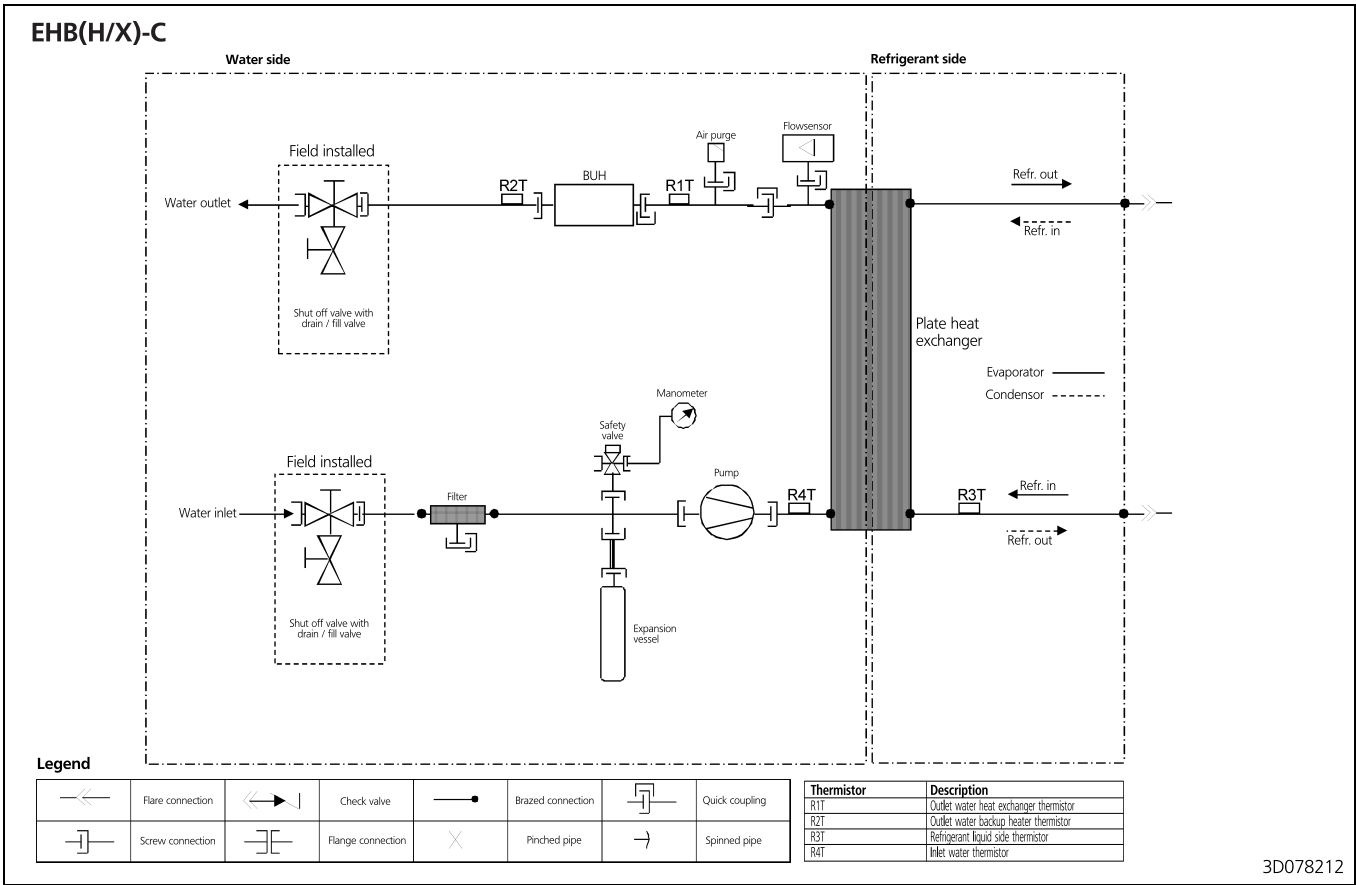 EHB(H/X)-C
Water side
Refrigerant side
Air purge
Flowsensor
Field installed
R2T
BUH
R1T
Refr. out
Water outlet
Refr. in
Shut off valve with
drain / fill valve
Plate heat
exchanger
Evaporator
Condensor
Manometer
Safety
valve
Field installed
Pump
Filter
R4T
R3T
Refr. in
Water inlet
Refr. out
Shut off valve with
drain / fill valve
Expansion
vessel
Legend
Flare connection
Check valve
Brazed connection
Quick coupling
Screw connection
Flange connection
Pinched pipe
Spinned pipe
Thermistor Description
R1T Outlet water heat exchanger thermistor
R2T Outlet water backup heater thermistor
R3T Refrigerant liquid side thermistor
R4T Inlet water thermistor
3D078212